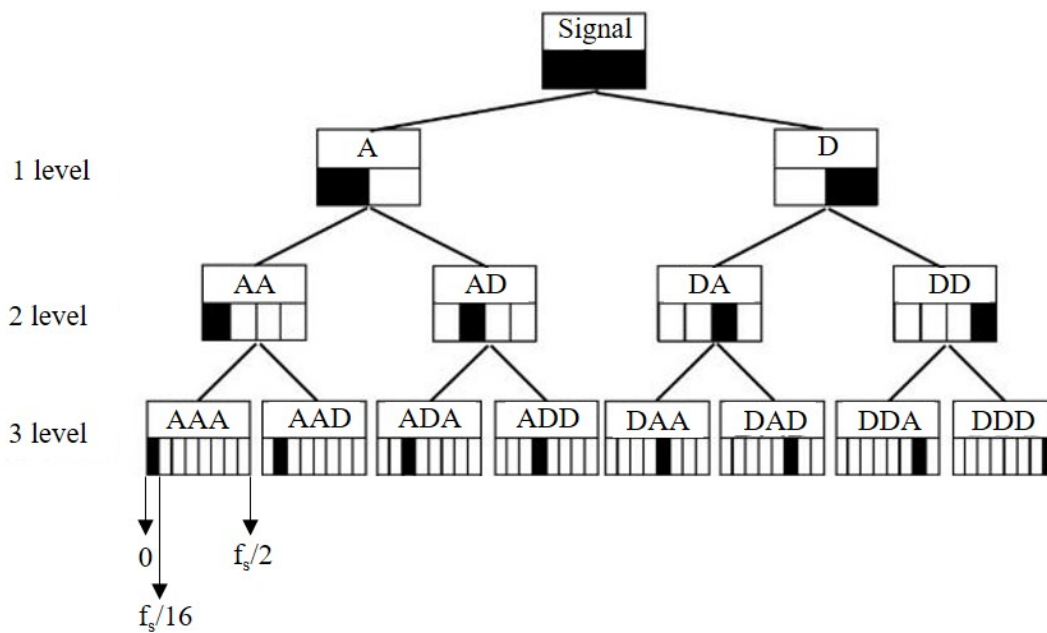 Signal
1 level
A
D
2 level
AA
AD
DA
DD
3 level
AAA
AAD
ADA
ADD
DAA
DAD
DDA
DDD
0
fs/2
fs/16